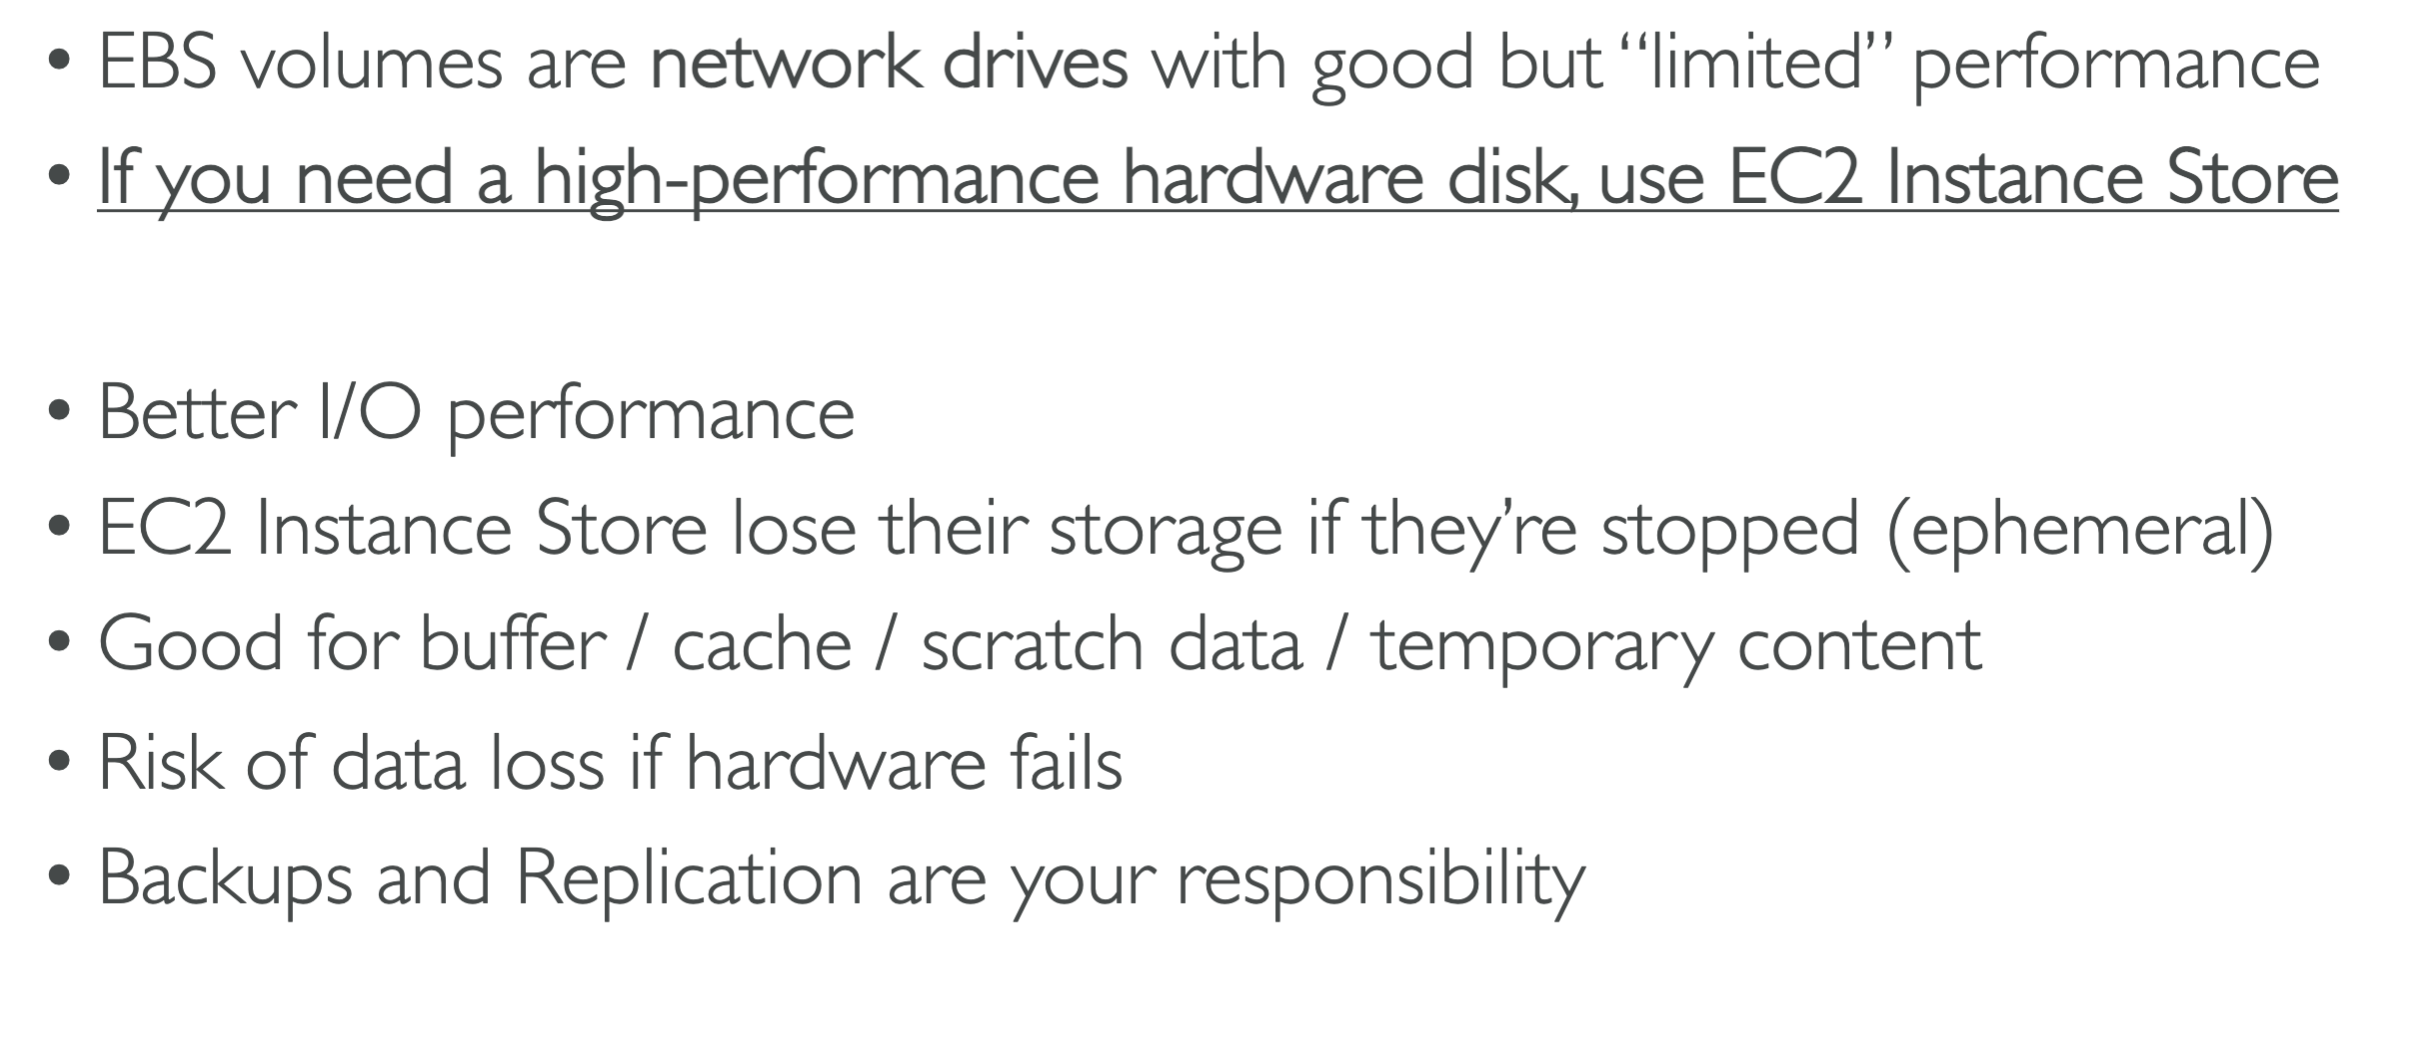 • EBS volumes are network drives with good but “limited” performance
• If you need a high-performance hardware disk, use EC2 Instance Store
• Better I/O performance
• EC2 Instance Store lose their storage if they’re stopped (ephemeral)
• Good for buffer / cache / scratch data / temporary content
• Risk of data loss if hardware fails
• Backups and Replication are your responsibility